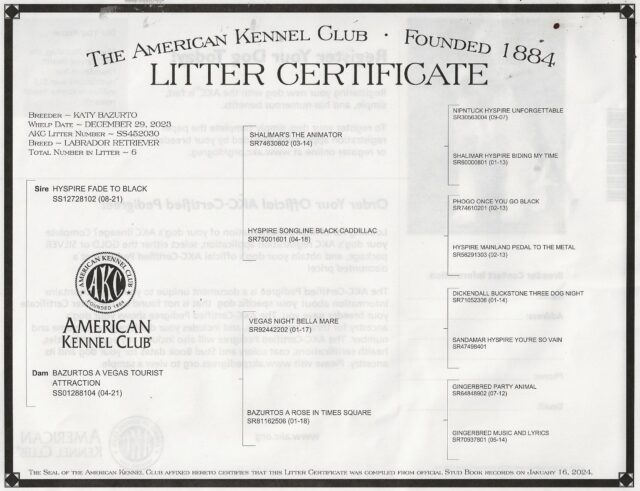 THE AMERICAN KENNEL CLUB · FOUNDED 1884
LITTER CERTIFICATE
BREEDER ~ KATY BAZURTO
WHELP DATE ~ DECEMBER 29, 2023
AKC LITTER NUMBER ~ SS452030
BREED ~ LABRADOR RETRIEVER
TOTAL NUMBER IN LITTER ~ 6
Sire HYSPIRE FADE TO BLACK
SS12728102 (08-21)
AMERICAN KENNEL CLUB
AKC
FOUNDED 1884
AMERICAN
KENNEL CLUB®
Dam BAZURTOS A VEGAS TOURIST
ATTRACTION
SS01288104 (04-21)
SHALIMAR'S THE ANIMATOR
SR74630802 (03-14)
HYSPIRE SONGLINE BLACK CADDILLAC
SR75001601 (04-18)
VEGAS NIGHT BELLA MARE
SR92442202 (01-17)
BAZURTOS A ROSE IN TIMES SQUARE
SR81162506 (01-18)
NIPNTUCK HYSPIRE UNFORGETTABLE
SR30563004 (09-07)
SHALIMAR HYSPIRE BIDING MY TIME
SR60000801 (01-13)
PHOGO ONCE YOU GO BLACK
SR74610201 (02-13)
HYSPIRE MAINLAND PEDAL TO THE METAL
SR58291303 (02-13)
DICKENDALL BUCKSTONE THREE DOG NIGHT
SR71052306 (01-14)
SANDAMAR HYSPIRE YOU'RE SO VAIN
SR47498401
GINGERBRED PARTY ANIMAL
SR64848902 (07-12)
GINGERBRED MUSIC AND LYRICS
SR70937801 (05-14)
THE SEAL OF THE AMERICAN KENNEL CLUB AFFIXED HERETO CERTIFIES THAT THIS LITTER CERTIFICATE WAS COMPILED FROM OFFICIAL STUD BOOK RECORDS ON JANUARY 16, 2024.